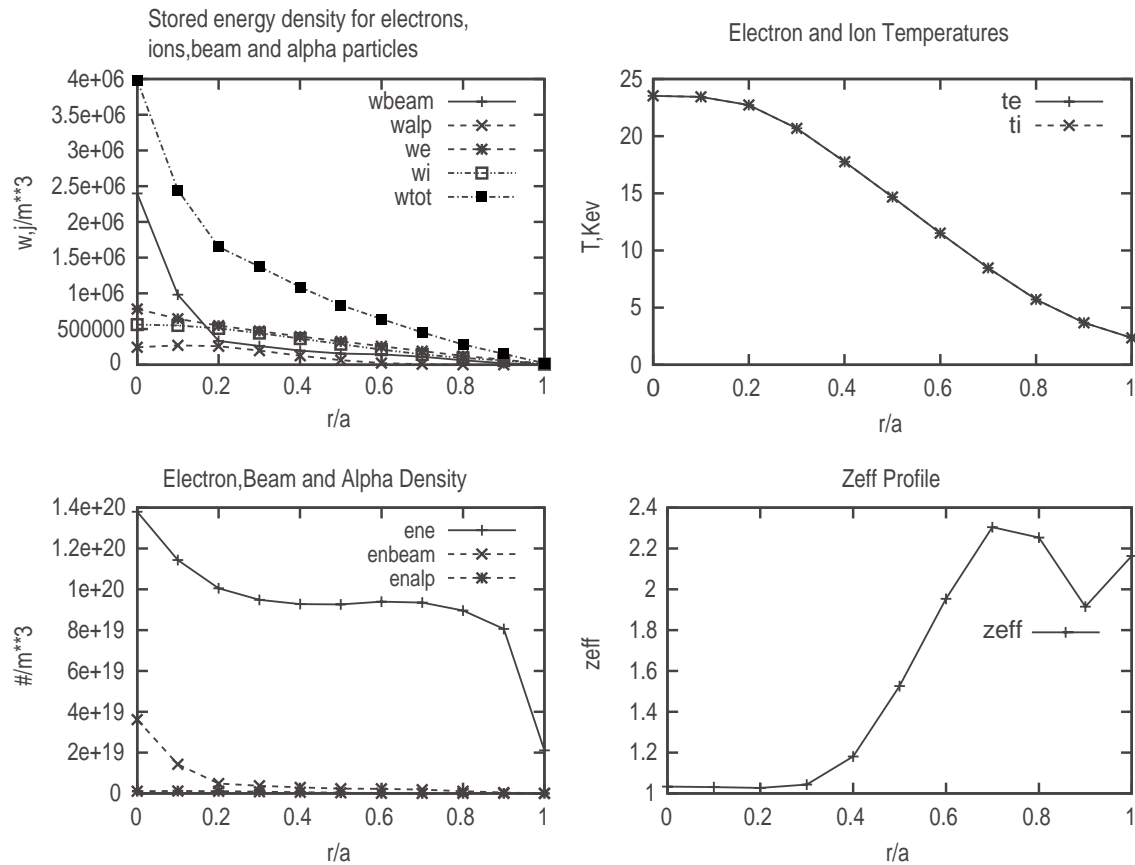 Stored energy density for electrons,
ions,beam and alpha particles
w,j/m**3
4e+06
3.5e+06
3e+06
2.5e+06
2e+06
1.5e+06
1e+06
500000
0
wbeam
walp
we
wi
wtot
0 0.2 0.4 0.6 0.8 1
r/a
Electron and Ion Temperatures
T,Kev
25
20
15
10
5
0
te
ti
0 0.2 0.4 0.6 0.8 1
r/a
Electron,Beam and Alpha Density
#/m**3
1.4e+20
1.2e+20
1e+20
8e+19
6e+19
4e+19
2e+19
0
ene
enbeam
enalp
0 0.2 0.4 0.6 0.8 1
r/a
Zeff Profile
zeff
2.4
2.2
2
1.8
1.6
1.4
1.2
1
zeff
0 0.2 0.4 0.6 0.8 1
r/a